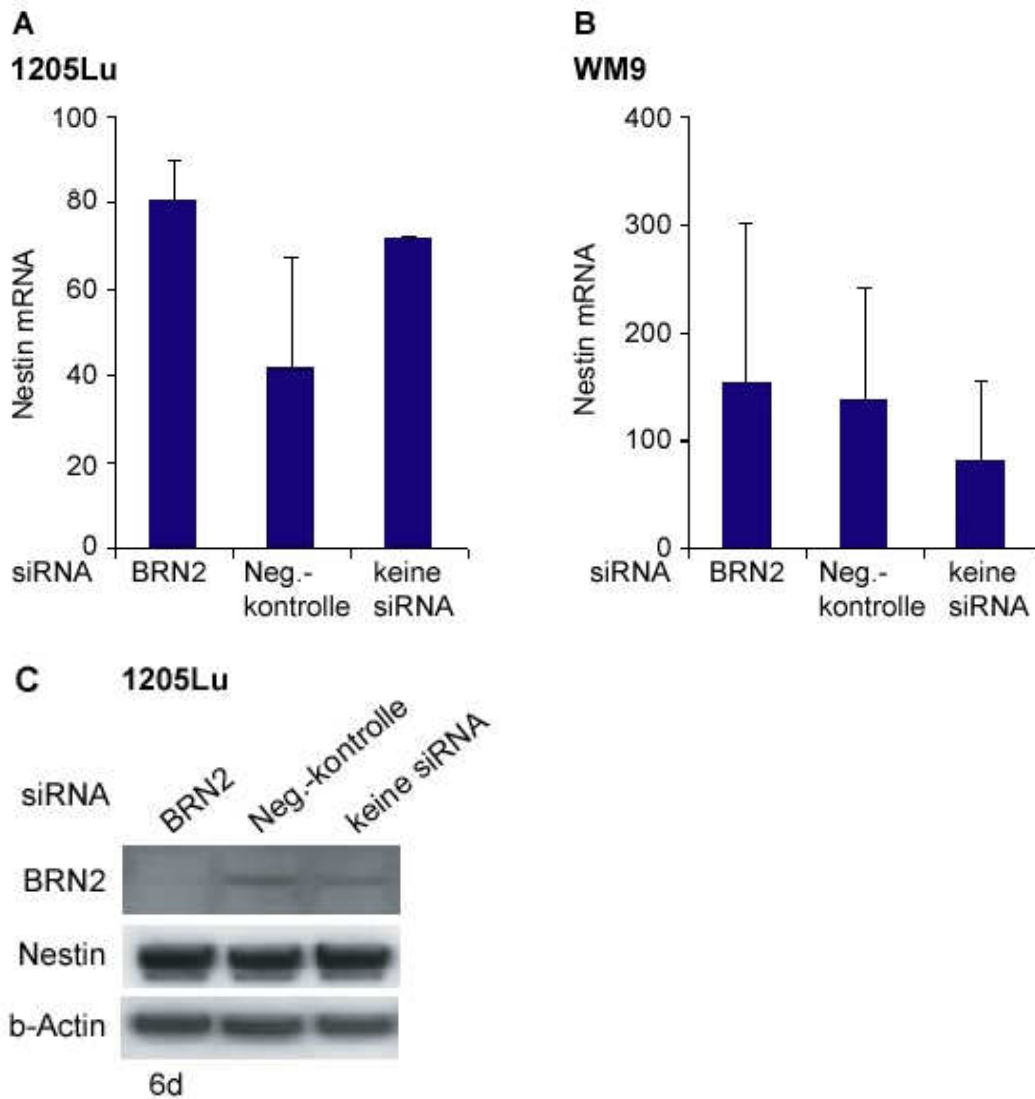 A
1205Lu
Nestin mRNA
100
80
60
40
20
0
siRNA
BRN2
Neg.-
kontrolle
keine
siRNA
B
WM9
Nestin mRNA
400
300
200
100
0
siRNA
BRN2
Neg.-
kontrolle
keine
siRNA
C 1205Lu
siRNA
BRN2
Neg.-kontrolle
keine siRNA
BRN2
Nestin
b-Actin
6d